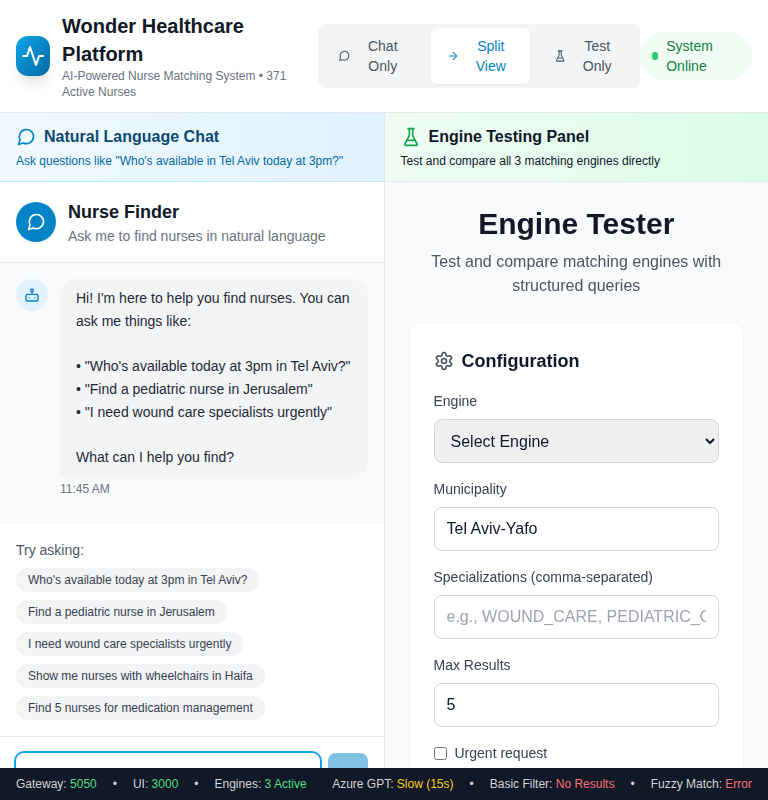 Wonder Healthcare
Platform
AI-Powered Nurse Matching System • 371
Active Nurses
Chat
Only
Split
View
Test
Only
System
Online
Natural Language Chat
Ask questions like "Who's available in Tel Aviv today at 3pm?"
Engine Testing Panel
Test and compare all 3 matching engines directly
Nurse Finder
Ask me to find nurses in natural language
Hi! I'm here to help you find nurses. You can
ask me things like:
• "Who's available today at 3pm in Tel Aviv?"
• "Find a pediatric nurse in Jerusalem"
• "I need wound care specialists urgently"
What can I help you find?
11:45 AM
Try asking:
Who's available today at 3pm in Tel Aviv?
Find a pediatric nurse in Jerusalem
I need wound care specialists urgently
Show me nurses with wheelchairs in Haifa
Find 5 nurses for medication management
Engine Tester
Test and compare matching engines with
structured queries
Configuration
Engine
Select Engine
Municipality
Tel Aviv-Yafo
Specializations (comma-separated)
e.g., WOUND_CARE, PEDIATRIC_C
Max Results
5
Urgent request
Gateway: 5050 • UI: 3000 • Engines: 3 Active Azure GPT: Slow (15s) • Basic Filter: No Results • Fuzzy Match: Error